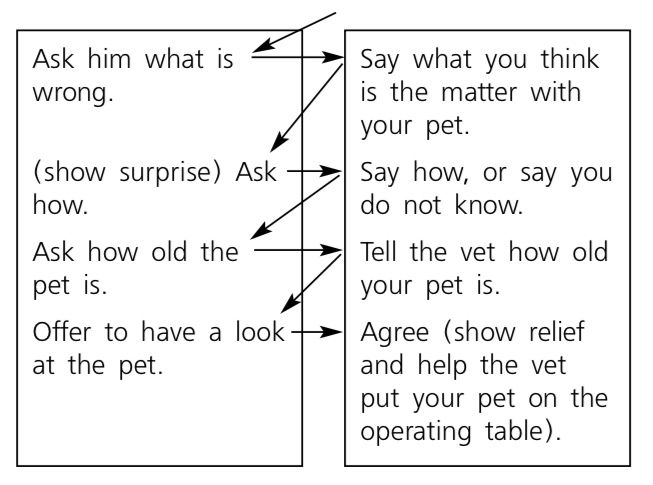 Ask him what is
wrong.
(show surprise) Ask
how.
Ask how old the
pet is.
Offer to have a look
at the pet.
Say what you think
is the matter with
your pet.
Say how, or say you
do not know.
Tell the vet how old
your pet is.
Agree (show relief
and help the vet
put your pet on the
operating table).